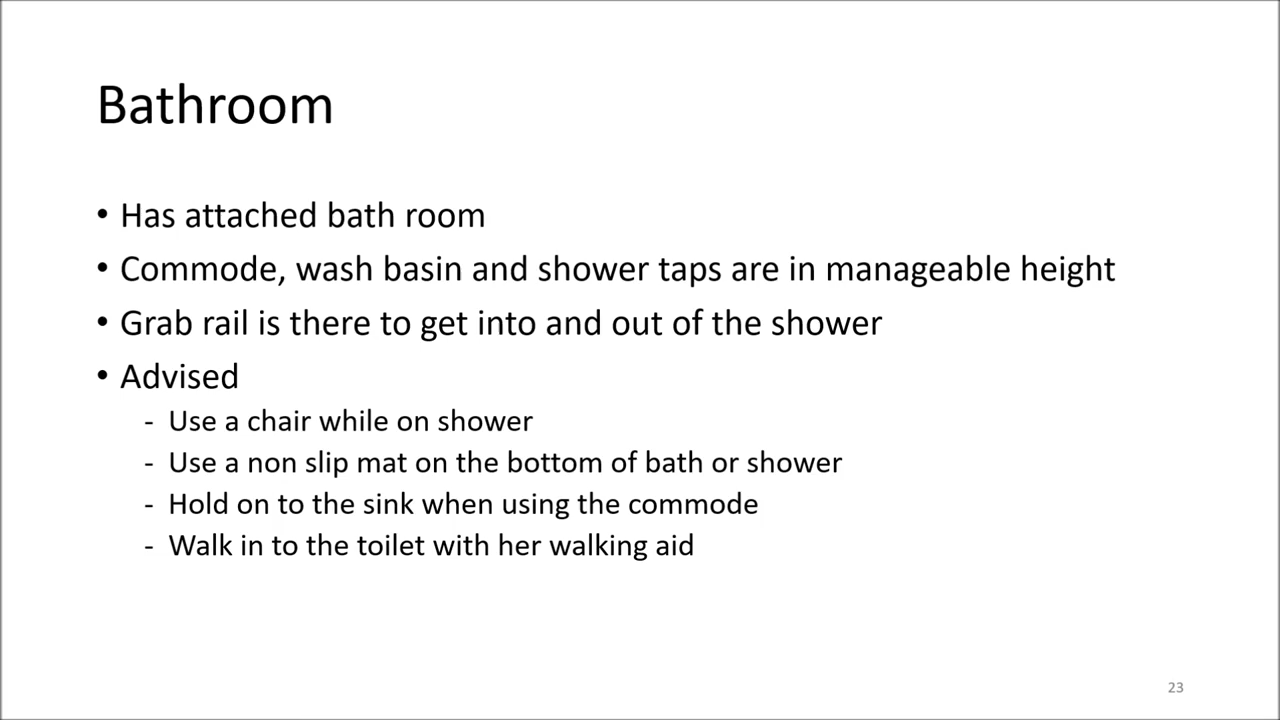 Bathroom
• Has attached bath room
• Commode, wash basin and shower taps are in manageable height
• Grab rail is there to get into and out of the shower
• Advised
- Use a chair while on shower
- Use a non slip mat on the bottom of bath or shower
- Hold on to the sink when using the commode
- Walk in to the toilet with her walking aid
23